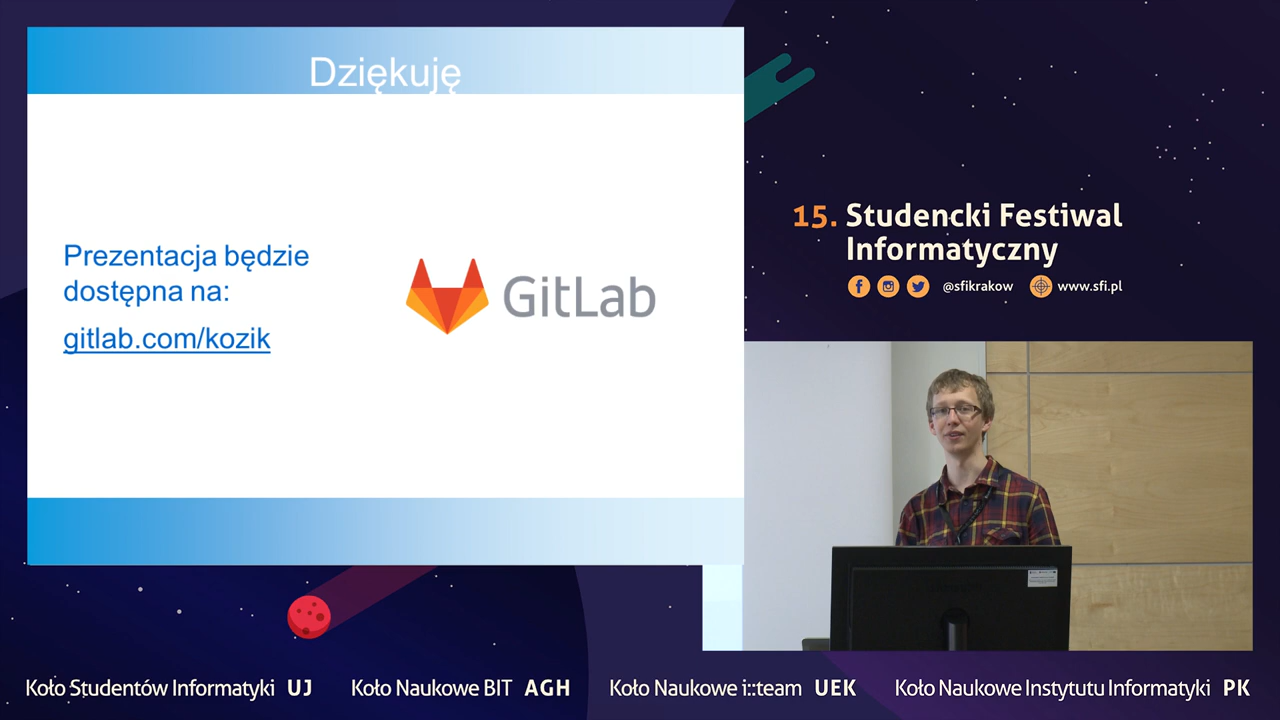 Dziękuję
Prezentacja będzie
dostępna na:
gitlab.com/kozik
GitLab
15. Studencki Festiwal
Informatyczny
@sfikrakow www.sfi.pl
Koło Studentów Informatyki UJ Koło Naukowe BIT AGH Koło Naukowe i::team UEK Koło Naukowe Instytutu Informatyki PK